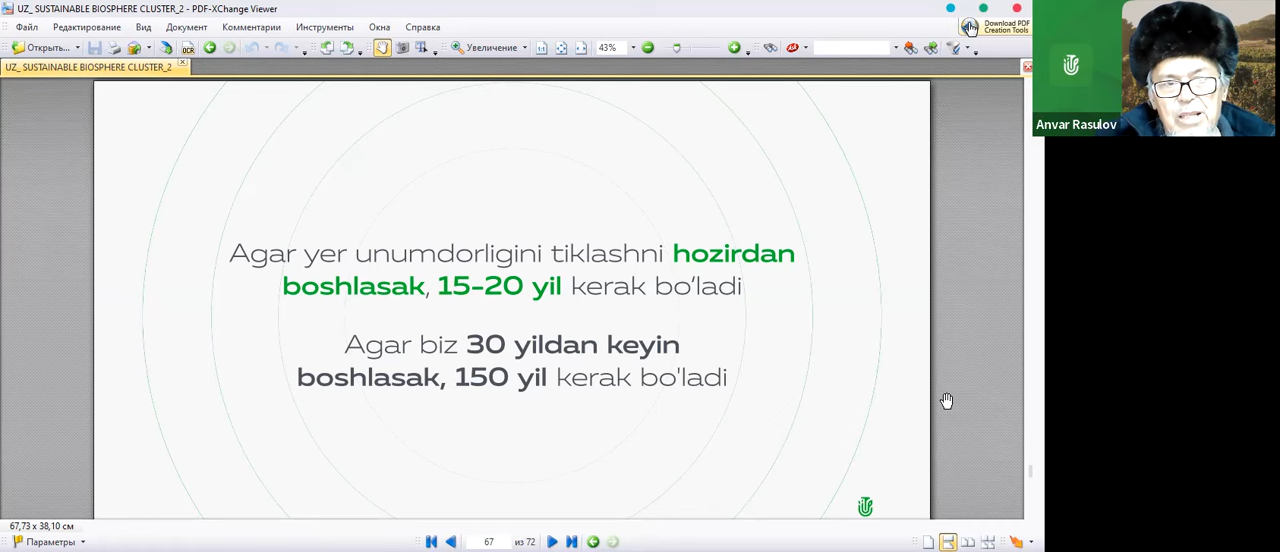 UZ_ SUSTAINABLE BIOSPHERE CLUSTER_2 - PDF-XChange Viewer
Файл Редактирование Вид Документ Комментарии Инструменты Окна Справка
Download PDF
Creation Tools
Открыть... OCR Увеличение 1:1 43%
UZ_ SUSTAINABLE BIOSPHERE CLUSTER_2
Anvar Rasulov
Agar yer unumdorligini tiklashni hozirdan
boshlasak, 15-20 yil kerak bo‘ladi
Agar biz 30 yildan keyin
boshlasak, 150 yil kerak bo'ladi
67,73 x 38,10 см
Параметры 67 из 72